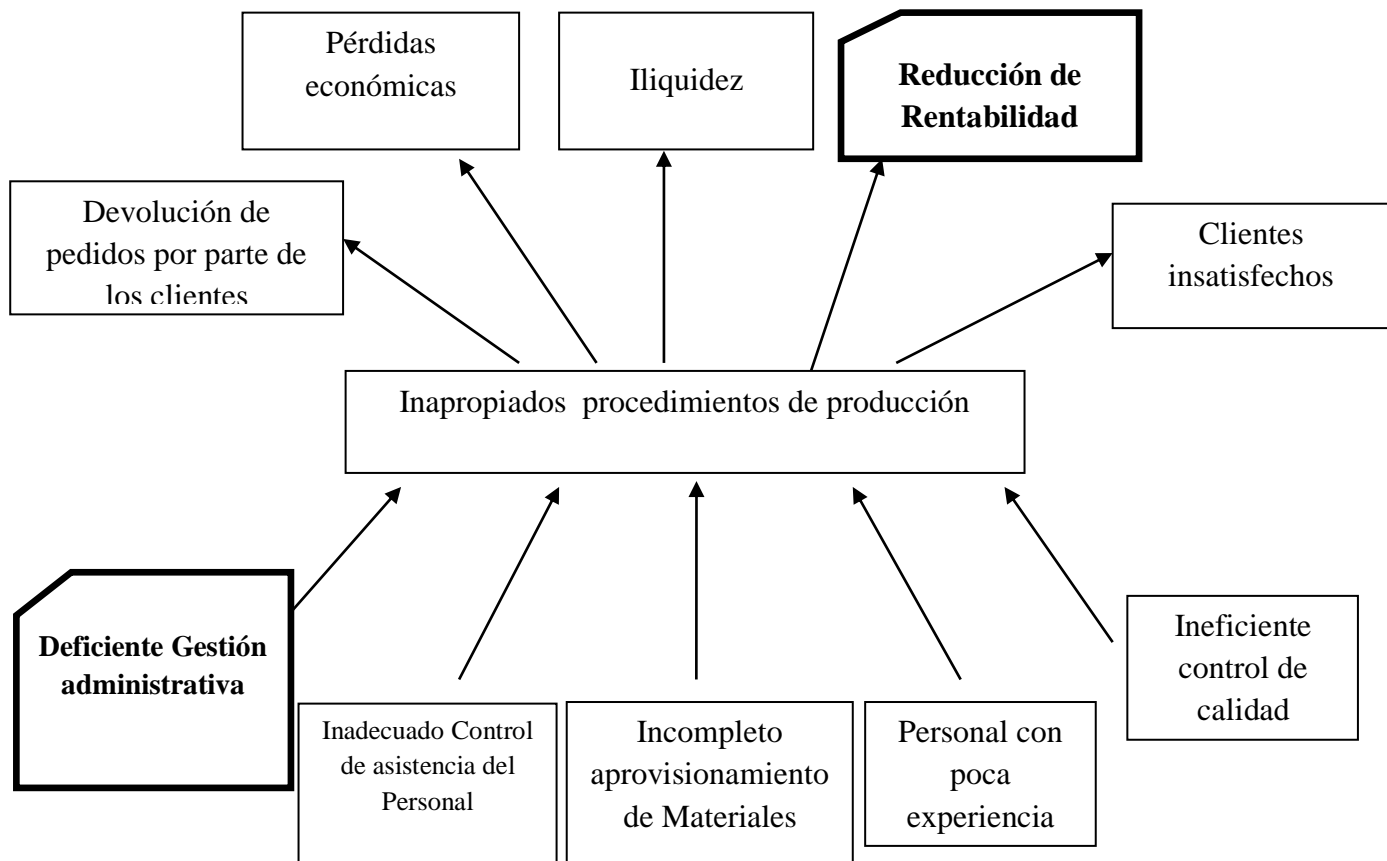 Pérdidas
económicas
Iliquidez
Reducción de
Rentabilidad
Devolución de
pedidos por parte de
los clientes
Clientes
insatisfechos
Inapropiados  procedimientos de producción
Deficiente Gestión
administrativa
Inadecuado Control
de asistencia del
Personal
Incompleto
aprovisionamiento
de Materiales
Personal con
poca
experiencia
Ineficiente
control de
calidad